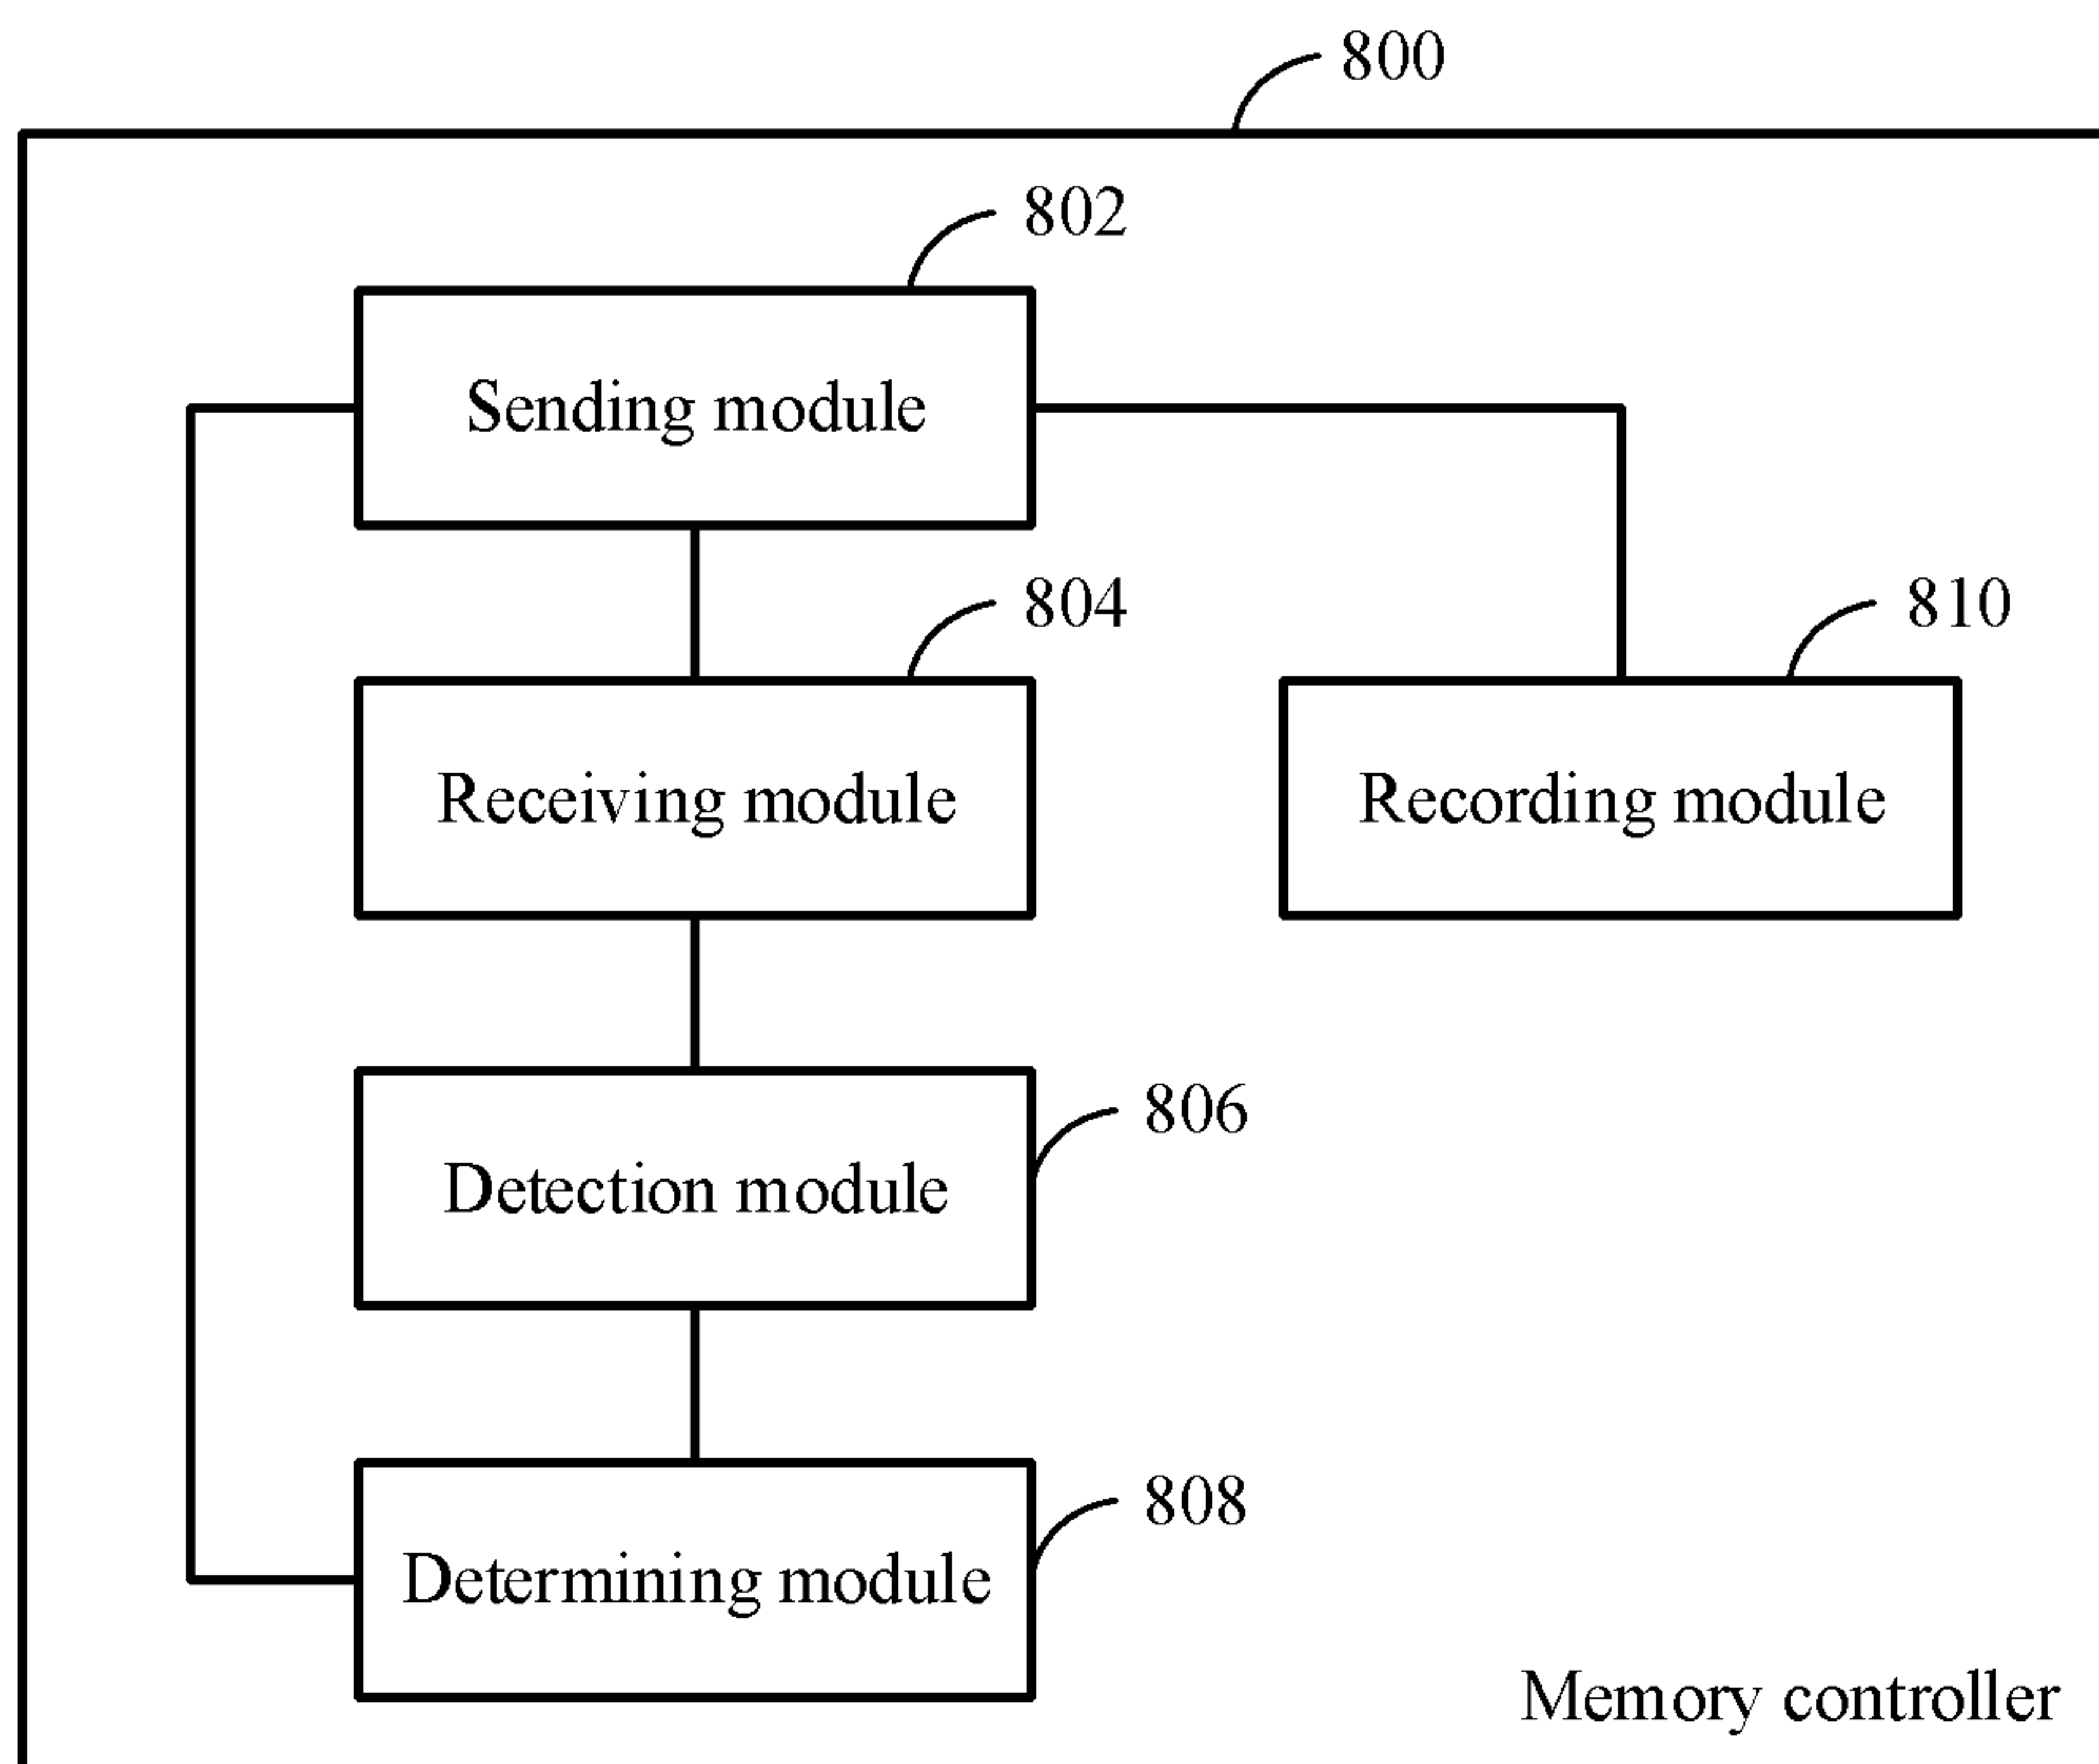 800
802
Sending module
804
810
Receiving module
Recording module
806
Detection module
808
Determining module
Memory controller